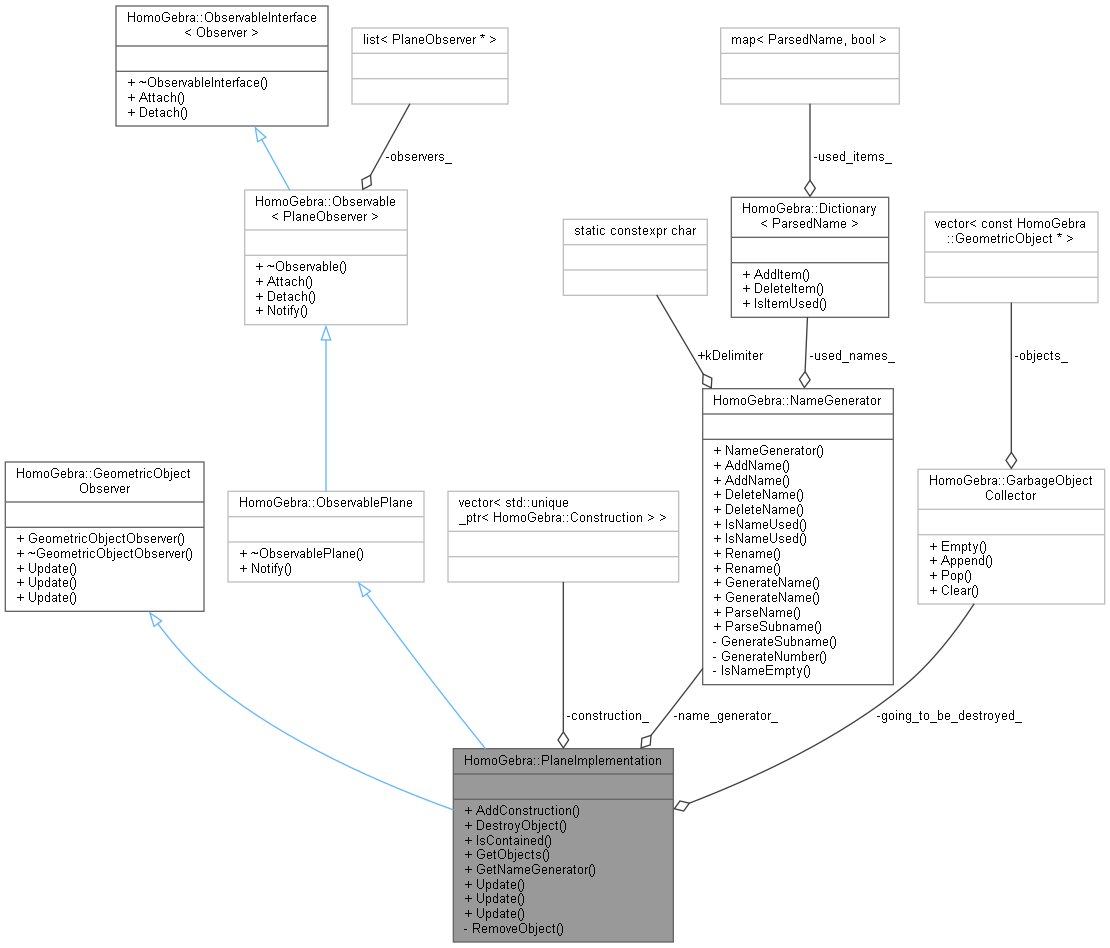 HomoGebra::ObservableInterface
< Observer >
+ ~ObservableInterface()
+ Attach()
+ Detach()
list< PlaneObserver * >
map< ParsedName, bool >
-observers_
-used_items_
HomoGebra::Observable
< PlaneObserver >
+ ~Observable()
+ Attach()
+ Detach()
+ Notify()
static constexpr char
HomoGebra::Dictionary
< ParsedName >
+ AddItem()
+ DeleteItem()
+ IsItemUsed()
vector< const HomoGebra
::GeometricObject * >
+kDelimiter
-used_names_
-objects_
HomoGebra::GeometricObject
Observer
+ GeometricObjectObserver()
+ ~GeometricObjectObserver()
+ Update()
+ Update()
+ Update()
HomoGebra::ObservablePlane
+ ~ObservablePlane()
+ Notify()
vector< std::unique
_ptr< HomoGebra::Construction > >
HomoGebra::NameGenerator
+ NameGenerator()
+ AddName()
+ AddName()
+ DeleteName()
+ DeleteName()
+ IsNameUsed()
+ IsNameUsed()
+ Rename()
+ Rename()
+ GenerateName()
+ GenerateName()
+ ParseName()
+ ParseSubname()
- GenerateSubname()
- GenerateNumber()
- IsNameEmpty()
HomoGebra::GarbageObject
Collector
+ Empty()
+ Append()
+ Pop()
+ Clear()
-construction_
-name_generator_
-going_to_be_destroyed_
HomoGebra::PlaneImplementation
+ AddConstruction()
+ DestroyObject()
+ IsContained()
+ GetObjects()
+ GetNameGenerator()
+ Update()
+ Update()
+ Update()
- RemoveObject()